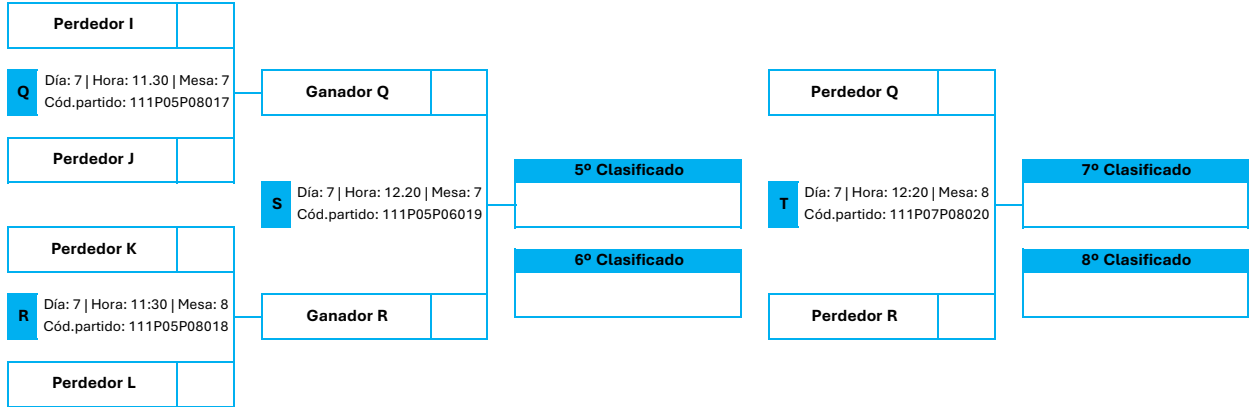 Perdedor I
Q
Día: 7 | Hora: 11.30 | Mesa: 7
Cód.partido: 111P05P08017
Perdedor J
Perdedor K
R
Día: 7 | Hora: 11:30 | Mesa: 8
Cód.partido: 111P05P08018
Perdedor L
Ganador Q
S
Día: 7 | Hora: 12.20 | Mesa: 7
Cód.partido: 111P05P06019
Ganador R
5º Clasificado
6º Clasificado
Perdedor Q
T
Día: 7 | Hora: 12:20 | Mesa: 8
Cód.partido: 111P07P08020
Perdedor R
7º Clasificado
8º Clasificado